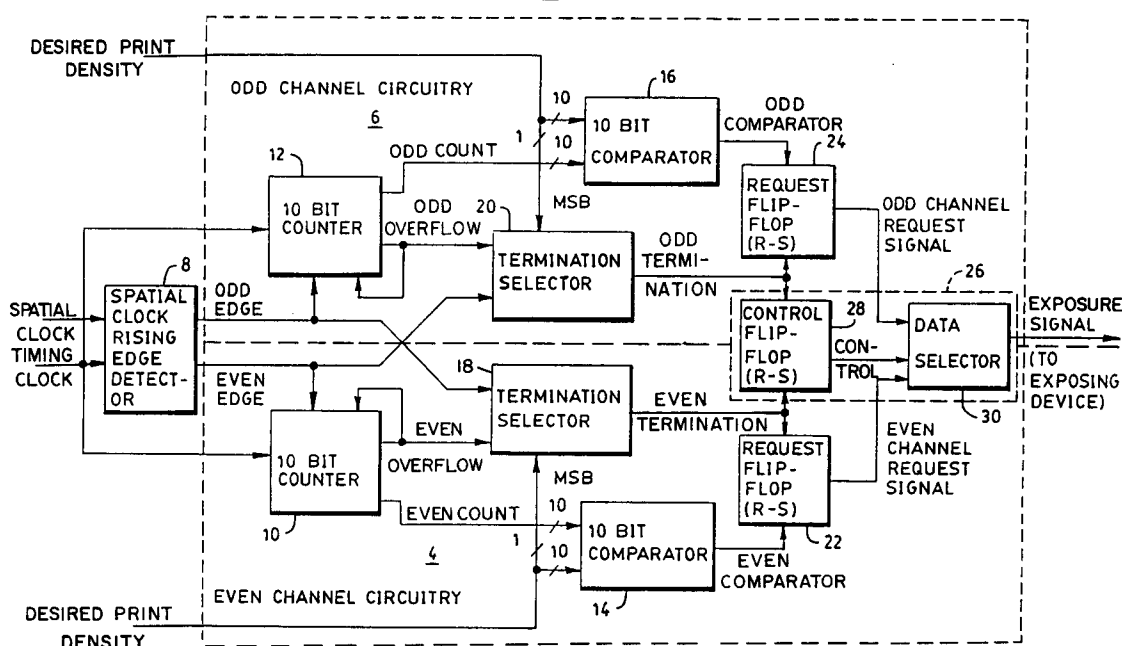 DESIRED PRINT
DENSITY
ODD CHANNEL CIRCUITRY
6
10
1
10
16
10 BIT
COMPARATOR
ODD
COMPARATOR
24
REQUEST
FLIP-
FLOP
(R-S)
ODD CHANNEL
REQUEST
SIGNAL
12
ODD COUNT
10 BIT
COUNTER
ODD
OVERFLOW
20
MSB
TERMINATION
SELECTOR
ODD
TERMI-
NATION
26
8
SPATIAL
CLOCK
RISING
EDGE
DETECT-
OR
SPATIAL
CLOCK
TIMING
CLOCK
ODD
EDGE
EVEN
EDGE
CONTROL
FLIP-
FLOP
(R-S)
28
CON-
TROL
DATA
SELECTOR
30
EXPOSURE
SIGNAL
(TO
EXPOSING
DEVICE)
18
TERMINATION
SELECTOR
EVEN
TERMINATION
EVEN
OVERFLOW
MSB
10 BIT
COUNTER
10
REQUEST
FLIP-
FLOP
(R-S)
22
EVEN
CHANNEL
REQUEST
SIGNAL
EVEN COUNT
10
1
10
4
10 BIT
COMPARATOR
14
EVEN
COMPARATOR
EVEN CHANNEL CIRCUITRY
DESIRED PRINT
DENSITY